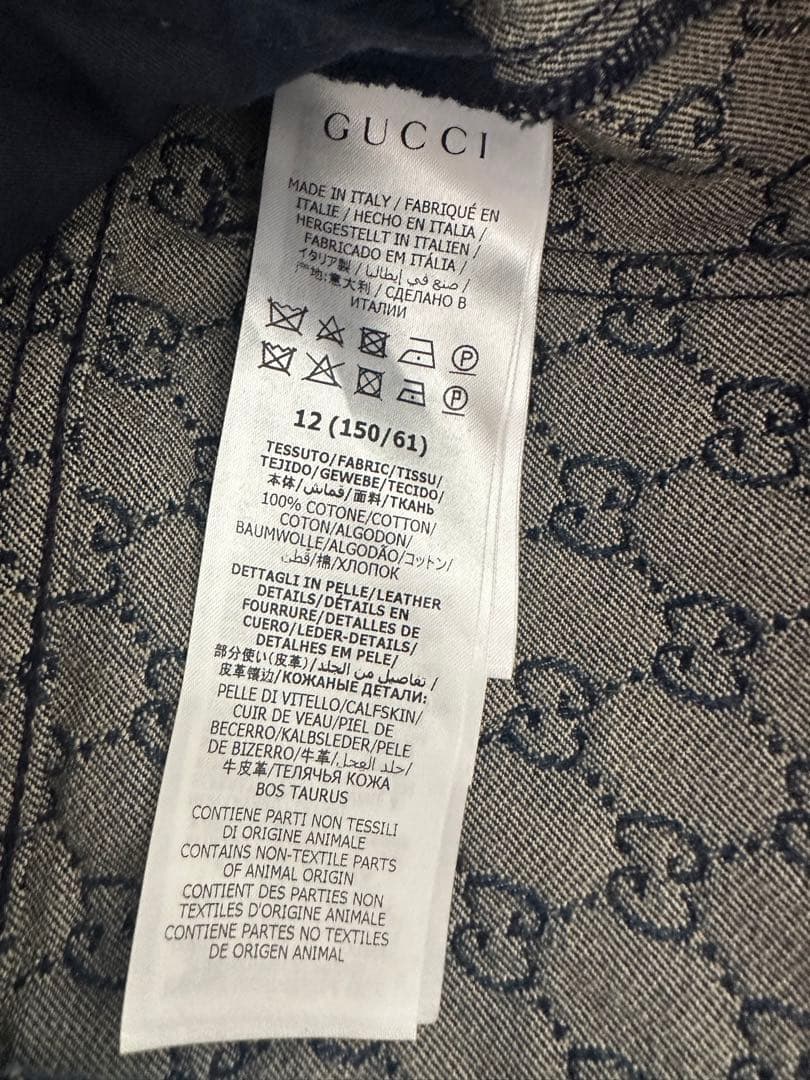 GUCCI
MADE IN ITALY / FABRIQUÉ EN
ITALIE / HECHO EN ITALIA /
HERGESTELLT IN ITALIEN /
FABRICADO EM ITÁLIA /
イタリア製 / صنع في إيطاليا /
产地:意大利 / СДЕЛАНО В
ИТАЛИИ
P
P
12 (150/61)
TESSUTO/FABRIC/TISSU/
TEJIDO/GEWEBE/TECIDO/
本体/قماش/面料/ТКАНЬ
100% COTONE/COTTON/
COTON/ALGODON/
BAUMWOLLE/ALGODÃO/コットン/
قطن/棉/ХЛОПОК
DETTAGLI IN PELLE/LEATHER
DETAILS/DÉTAILS EN
FOURRURE/DETALLES DE
CUERO/LEDER-DETAILS/
DETALHES EM PELE/
部分使い(皮革)/تفاصيل من الجلد/
皮革镶边/КОЖАНЫЕ ДЕТАЛИ:
PELLE DI VITELLO/CALFSKIN/
CUIR DE VEAU/PIEL DE
BECERRO/KALBSLEDER/PELE
DE BIZERRO/牛革/جلد العجل/
牛皮革/ТЕЛЯЧЬЯ КОЖА
BOS TAURUS
CONTIENE PARTI NON TESSILI
DI ORIGINE ANIMALE
CONTAINS NON-TEXTILE PARTS
OF ANIMAL ORIGIN
CONTIENT DES PARTIES NON
TEXTILES D'ORIGINE ANIMALE
CONTIENE PARTES NO TEXTILES
DE ORIGEN ANIMAL